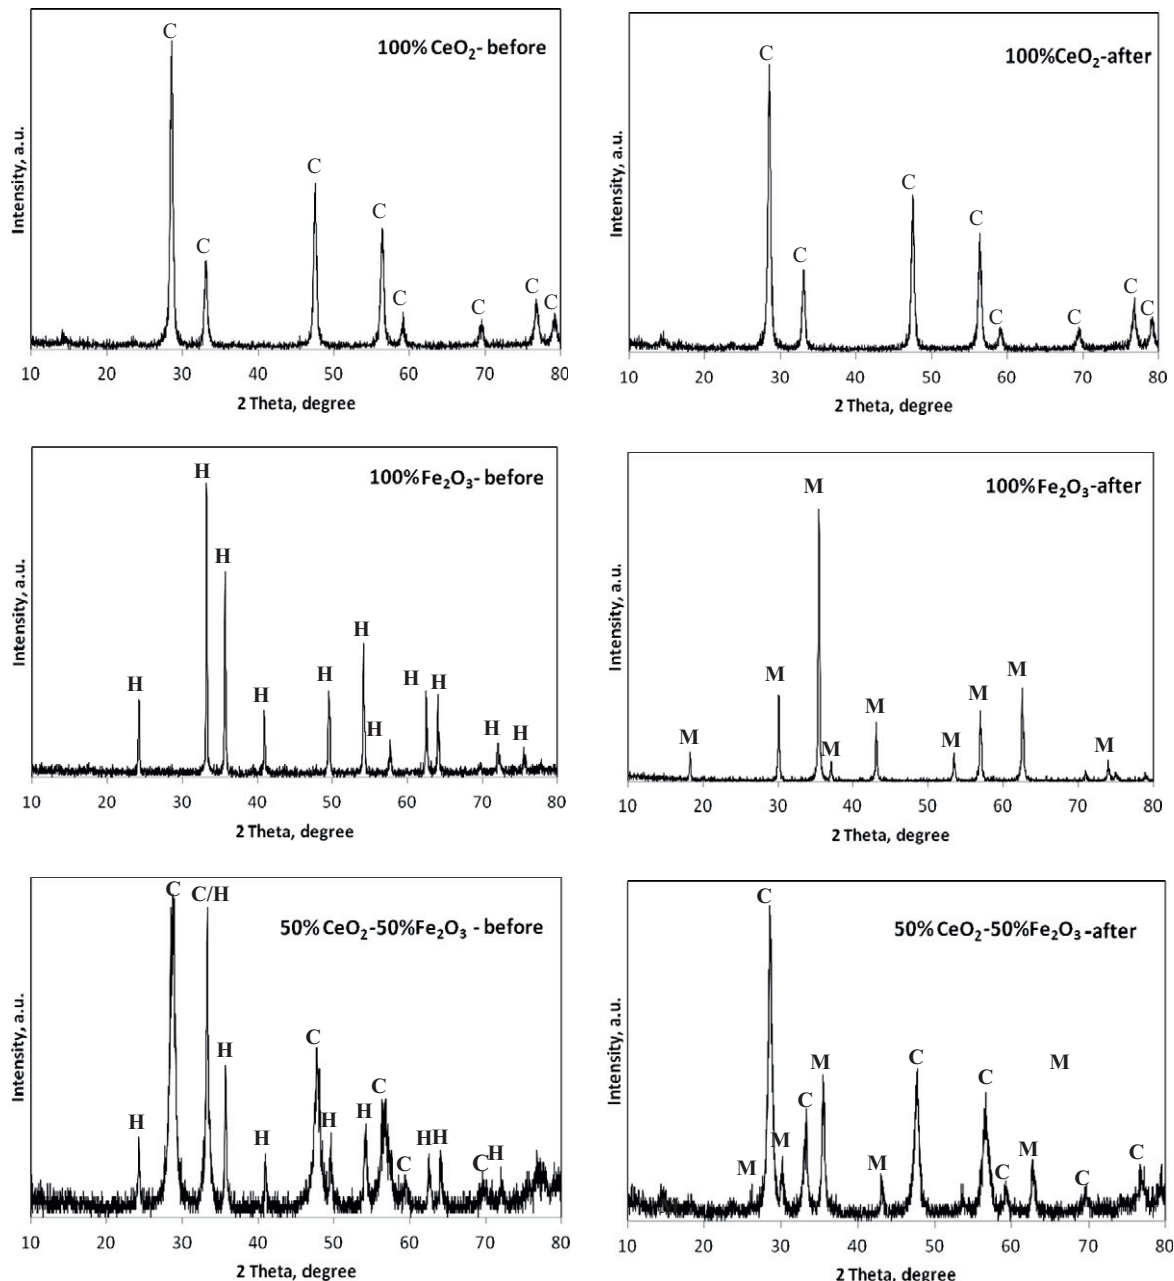 C
100% CeO2- before
C
C
C
C
C
C
C
Intensity, a.u.
10 20 30 40 50 60 70 80
2 Theta, degree
C
100%CeO2-after
C
C
C
C
C
C
C
Intensity, a.u.
10 20 30 40 50 60 70 80
2 Theta, degree
H
100%Fe2O3- before
H
H
H
H
H
H
H
H
H
H
Intensity, a.u.
10 20 30 40 50 60 70 80
2 Theta, degree
M
100%Fe2O3-after
M
M
M
M
M
M
M
M
Intensity, a.u.
10 20 30 40 50 60 70 80
2 Theta, degree
C C/H
50% CeO2-50%Fe2O3 - before
H
C
C
H
H
H
H
H
H
C
C
H
Intensity, a.u.
10 20 30 40 50 60 70 80
2 Theta, degree
C
50% CeO2-50%Fe2O3-after
M
C
M
C
C
M
M
M
M
C
C
C
Intensity, a.u.
10 20 30 40 50 60 70 80
2 Theta, degree